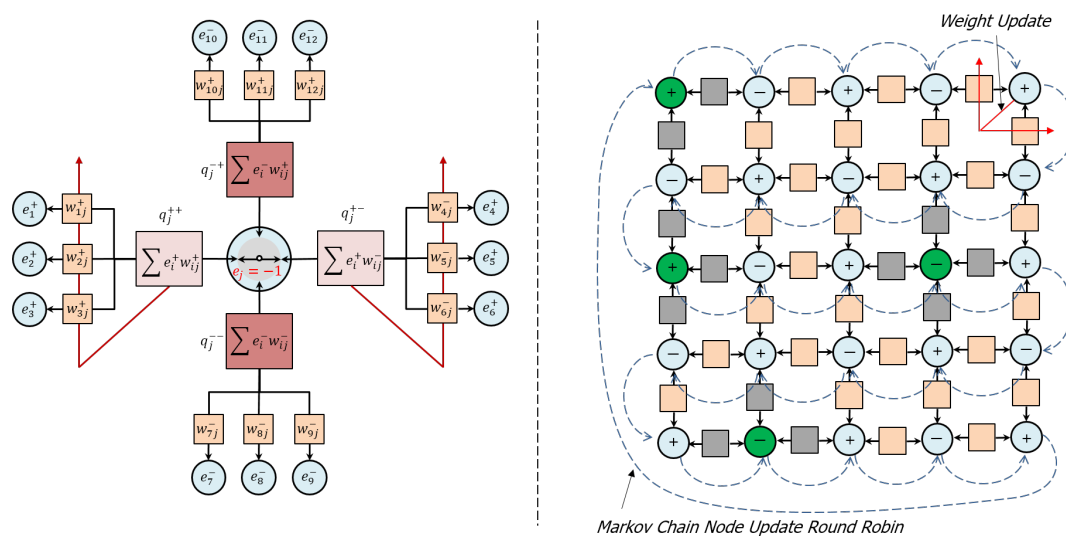 Weight Update
e₁₀⁻ e₁₁⁻ e₁₂⁻
w₁₀ⱼ⁺ w₁₁ⱼ⁺ w₁₂ⱼ⁺
qⱼ⁻⁺ ∑ eᵢ⁻wᵢⱼ⁺
qⱼ⁺⁺ qⱼ⁺⁻
e₁⁺ w₁ⱼ⁺ w₄ⱼ⁻ e₄⁺
e₂⁺ w₂ⱼ⁺ ∑ eᵢ⁺wᵢⱼ⁺ eⱼ = −1 ∑ eᵢ⁺wᵢⱼ⁻ w₅ⱼ⁻ e₅⁺
e₃⁺ w₃ⱼ⁺ w₆ⱼ⁻ e₆⁺
qⱼ⁻⁻ ∑ eᵢ⁻wᵢⱼ⁻
w₇ⱼ⁻ w₈ⱼ⁻ w₉ⱼ⁻
e₇⁻ e₈⁻ e₉⁻
+ − + − +
− + − + −
+ − + − +
− + − + −
+ − + − +
Markov Chain Node Update Round Robin